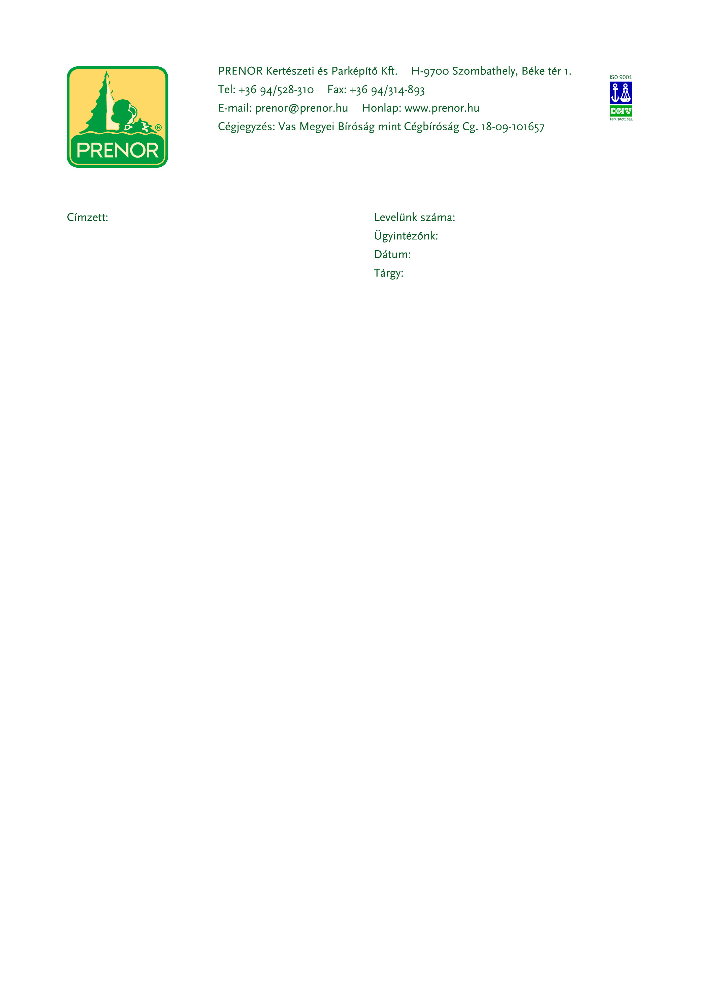 PRENOR Kertészeti és Parképítő Kft. H-9700 Szombathely, Béke tér 1.
Tel: +36 94/528-310 Fax: +36 94/314-893
E-mail: prenor@prenor.hu Honlap: www.prenor.hu
Cégjegyzés: Vas Megyei Bíróság mint Cégbíróság Cg. 18-09-101657
ISO 9001
DNV
Tanusított cég
®
PRENOR
Címzett:
Levelünk száma:
Ügyintézőnk:
Dátum:
Tárgy: